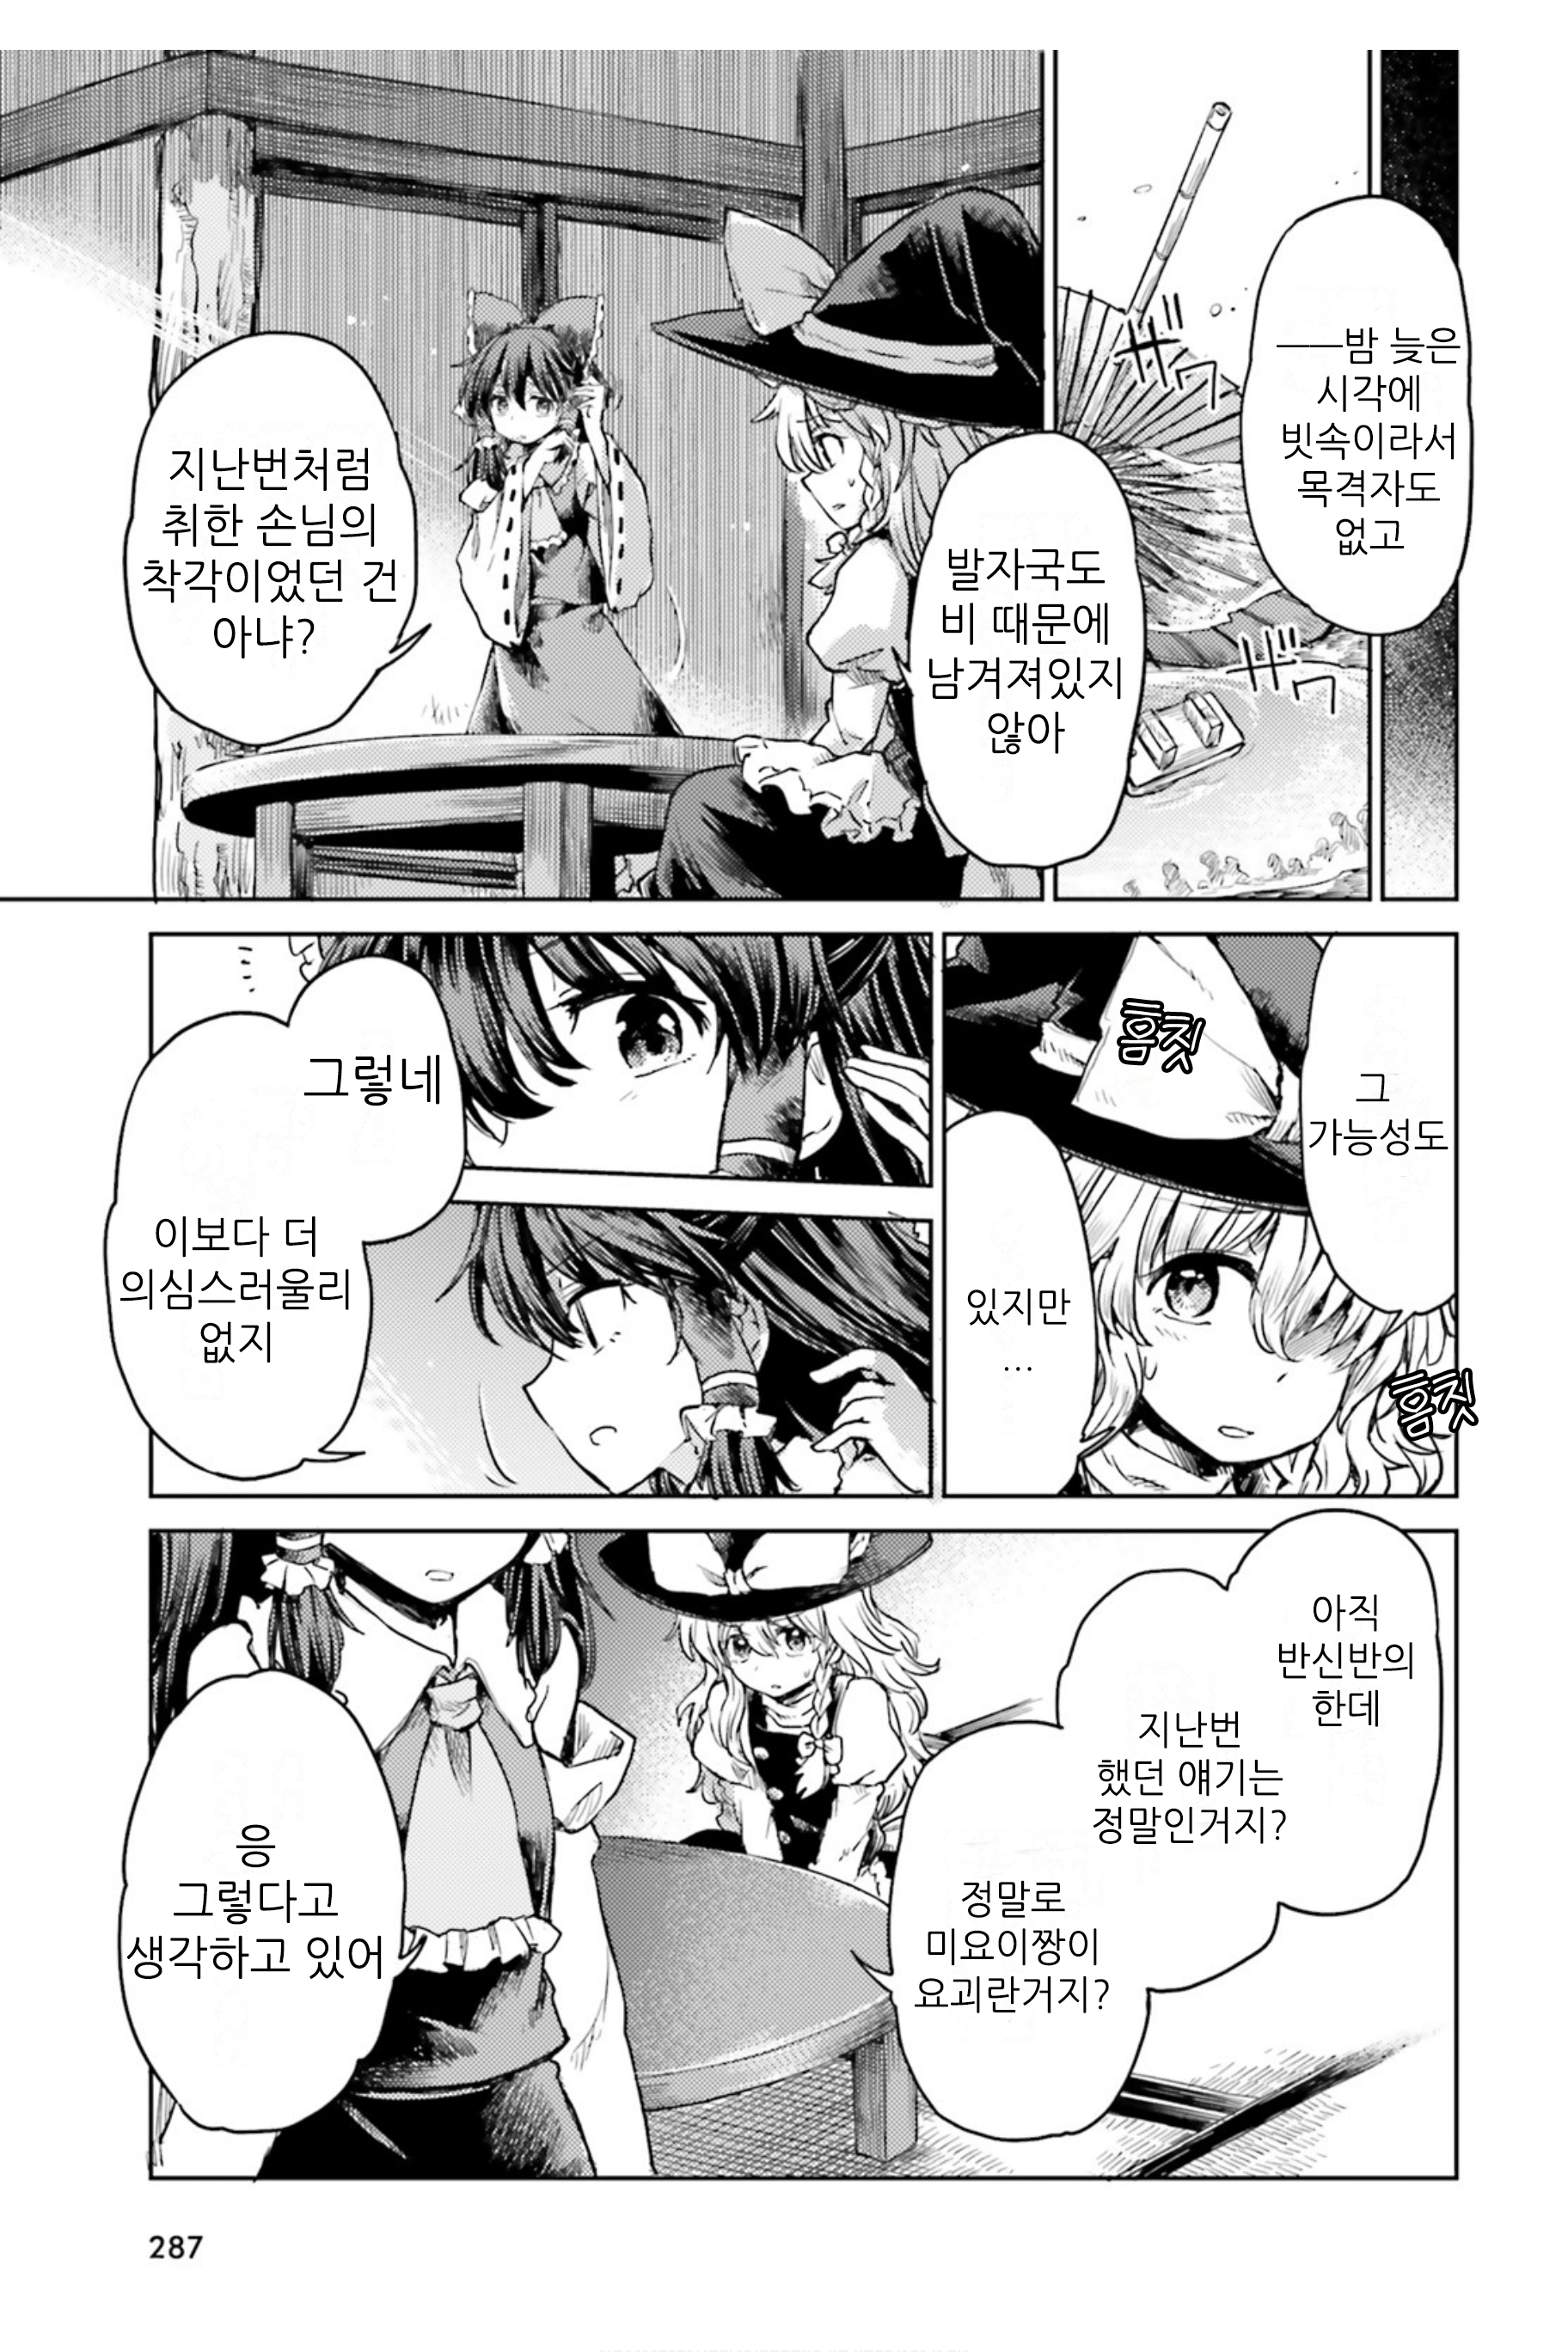 ――밤 늦은
시각에
빗속이라서
목격자도
없고
ザ
ワ
ザ
ワ
발자국도
비 때문에
남겨져있지
않아
지난번처럼
취한 손님의
착각이었던 건
아냐?
그
가능성도
흠칫
있지만
…
흠칫
그렇네
이보다 더
의심스러울리
없지
아직
반신반의
한데
지난번
했던 얘기는
정말인거지?
정말로
미요이짱이
요괴란거지?
응
그렇다고
생각하고 있어
287